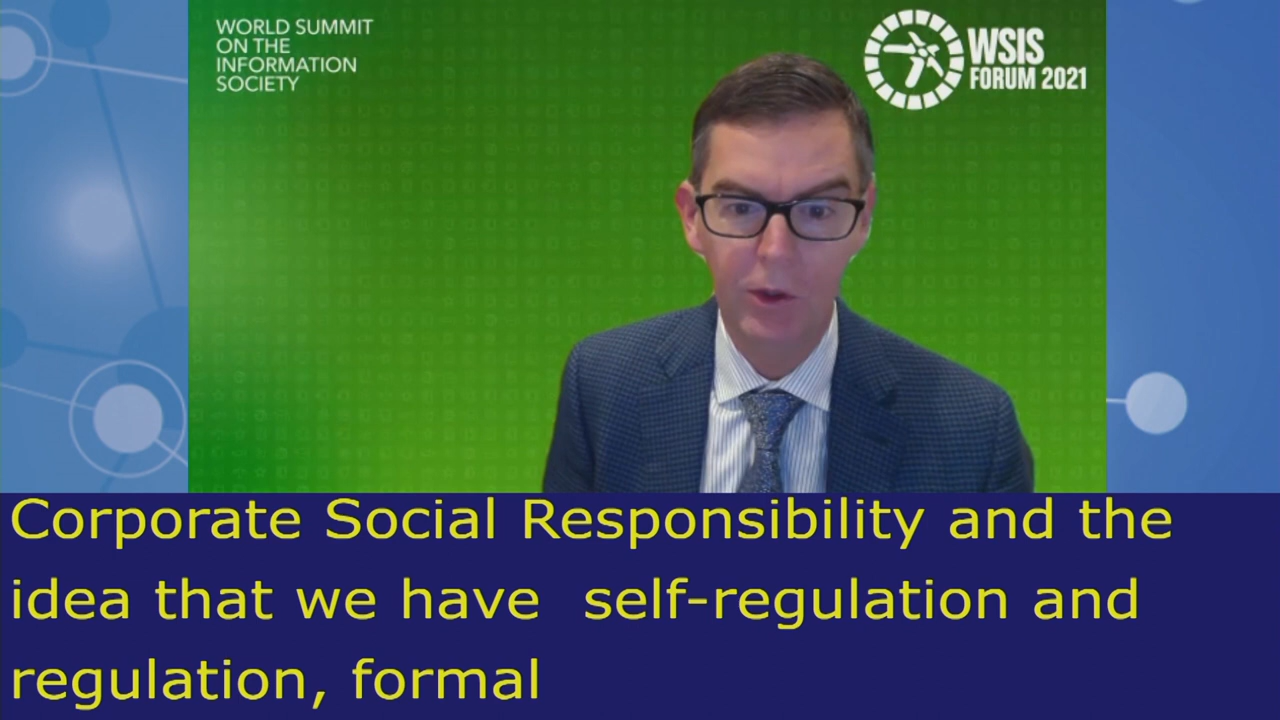 WORLD SUMMIT
ON THE
INFORMATION
SOCIETY
WSIS
FORUM 2021
Corporate Social Responsibility and the
idea that we have  self-regulation and
regulation, formal